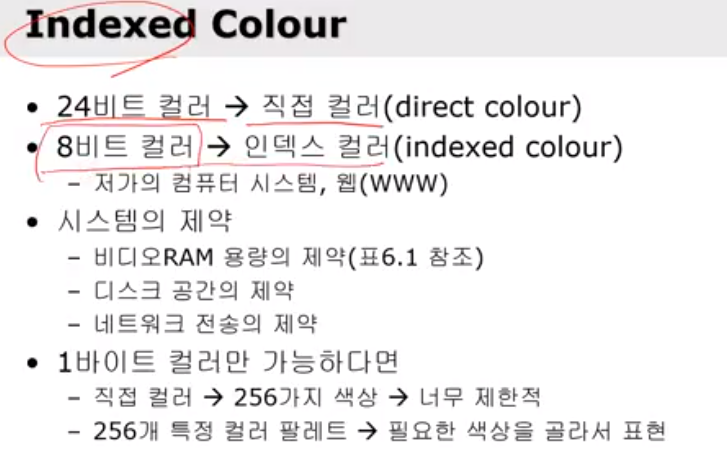 Indexed Colour
• 24비트 컬러 → 직접 컬러(direct colour)
• 8비트 컬러 → 인덱스 컬러(indexed colour)
– 저가의 컴퓨터 시스템, 웹(WWW)
• 시스템의 제약
– 비디오RAM 용량의 제약(표6.1 참조)
– 디스크 공간의 제약
– 네트워크 전송의 제약
• 1바이트 컬러만 가능하다면
– 직접 컬러 → 256가지 색상 → 너무 제한적
– 256개 특정 컬러 팔레트 → 필요한 색상을 골라서 표현